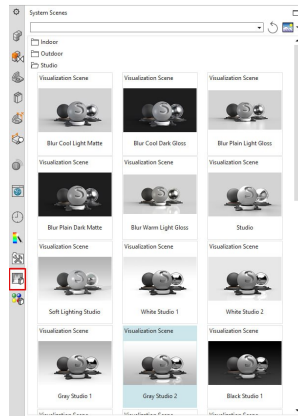 System Scenes
Indoor
Outdoor
Studio
Visualization Scene
Visualization Scene
Visualization Scene
Blur Cool Light Matte
Blur Cool Dark Gloss
Blur Plain Light Gloss
Visualization Scene
Visualization Scene
Visualization Scene
Blur Plain Dark Matte
Blur Warm Light Gloss
Studio
Visualization Scene
Visualization Scene
Visualization Scene
Soft Lighting Studio
White Studio 1
White Studio 2
Visualization Scene
Visualization Scene
Visualization Scene
Gray Studio 1
Gray Studio 2
Black Studio 1